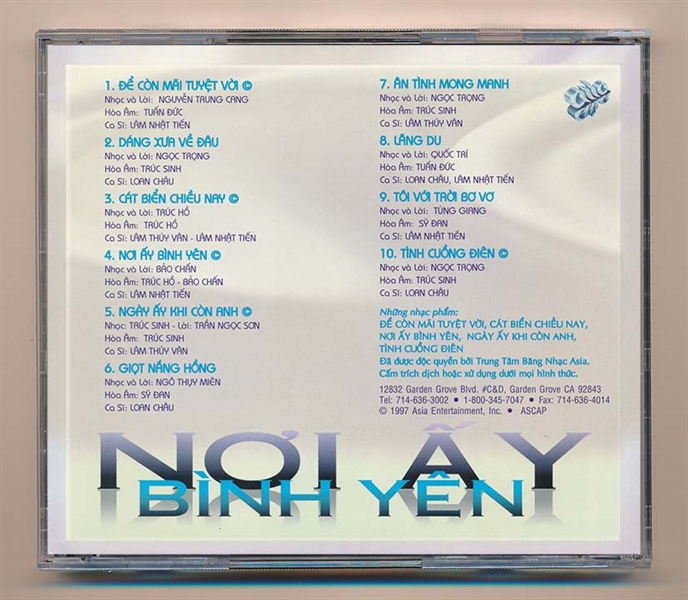 1. ĐỂ CÒN MÃI TUYỆT VỜI ©
Nhạc và Lời: NGUYỄN TRUNG CANG
Hòa Âm: TUẤN ĐỨC
Ca Sĩ: LÂM NHẬT TIẾN
2. DÁNG XƯA VỀ ĐÂU
Nhạc và Lời: NGỌC TRỌNG
Hòa Âm: TRÚC SINH
Ca Sĩ: LOAN CHÂU
3. CÁT BIỂN CHIỀU NAY ©
Nhạc và Lời: TRÚC HỒ
Hòa Âm: TRÚC HỒ
Ca Sĩ: LÂM THÚY VÂN - LÂM NHẬT TIẾN
4. NƠI ẤY BÌNH YÊN ©
Nhạc và Lời: BẢO CHẤN
Hòa Âm: TRÚC HỒ - BẢO CHẤN
Ca Sĩ: LÂM NHẬT TIẾN
5. NGÀY ẤY KHI CÒN ANH ©
Nhạc: TRÚC SINH - Lời: TRẦN NGỌC SƠN
Hòa Âm: TRÚC SINH
Ca Sĩ: LÂM THÚY VÂN
6. GIỌT NẮNG HỒNG
Nhạc và Lời: NGÔ THỤY MIÊN
Hòa Âm: SỸ ĐAN
Ca Sĩ: LOAN CHÂU
7. ÂN TÌNH MONG MANH
Nhạc và Lời: NGỌC TRỌNG
Hòa Âm: TRÚC SINH
Ca Sĩ: LÂM THÚY VÂN
8. LÃNG DU
Nhạc và Lời: QUỐC TRÍ
Hòa Âm: TUẤN ĐỨC
Ca Sĩ: LOAN CHÂU, LÂM NHẬT TIẾN
9. TÔI VỚI TRỜI BƠ VƠ
Nhạc và Lời: TÙNG GIANG
Hòa Âm: SỸ ĐAN
Ca Sĩ: LÂM NHẬT TIẾN
10. TÌNH CUỒNG ĐIÊN ©
Nhạc và Lời: NGỌC TRỌNG
Hòa Âm: TRÚC SINH
Ca Sĩ: LOAN CHÂU
Những nhạc phẩm:
ĐỂ CÒN MÃI TUYỆT VỜI, CÁT BIỂN CHIỀU NAY,
NƠI ẤY BÌNH YÊN, NGÀY ẤY KHI CÒN ANH,
TÌNH CUỒNG ĐIÊN
Đã được độc quyền bởi Trung Tâm Băng Nhạc Asia.
Cấm trích dịch hoặc xử dụng dưới mọi hình thức.
12832 Garden Grove Blvd. #C&D, Garden Grove CA 92843
Tel: 714-636-3002 • 1-800-345-7047 • Fax: 714-636-4014
© 1997 Asia Entertainment, Inc. • ASCAP
NƠI ẤY
BÌNH YÊN